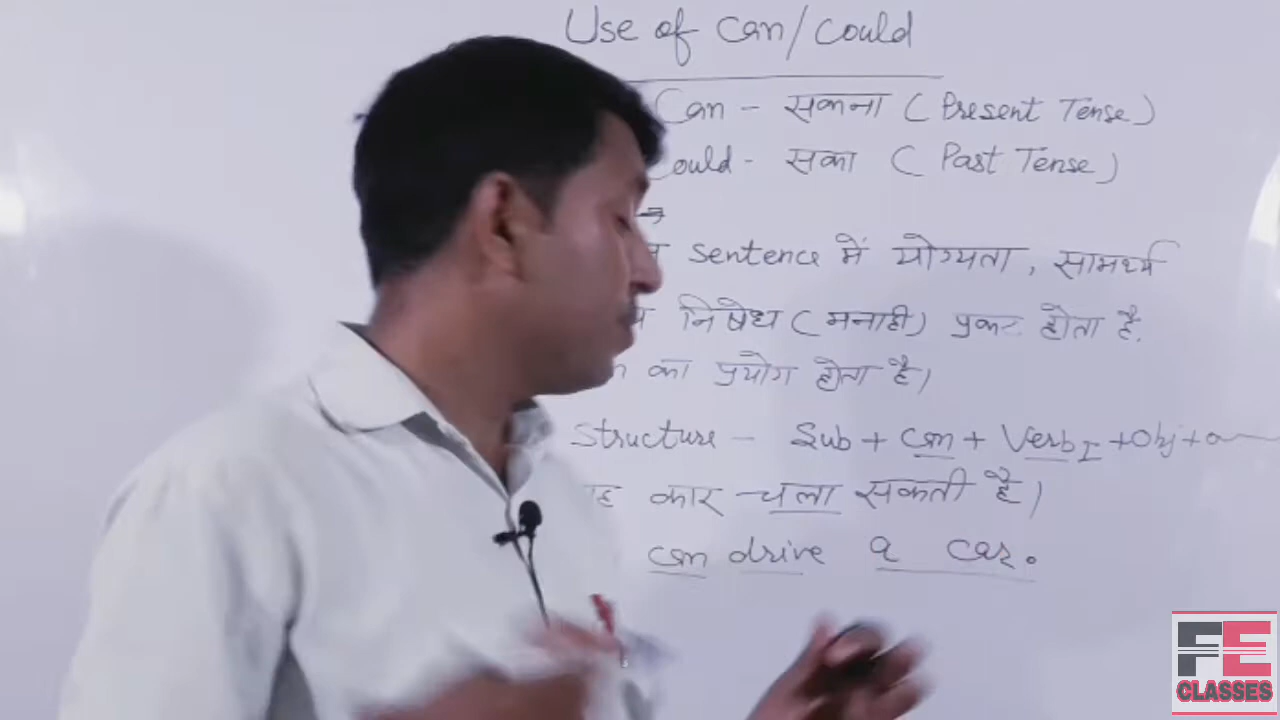 Use of can/could
Can - सकना (Present Tense)
ould - सका (Past Tense)
sentence में योग्यता, सामर्थ्य
निषेध (मनाही) प्रकट होता है,
का प्रयोग होता है।
Structure - Sub + can + Verb I + Obj +
कार चला सकती है।
can drive a car.
FE
CLASSES